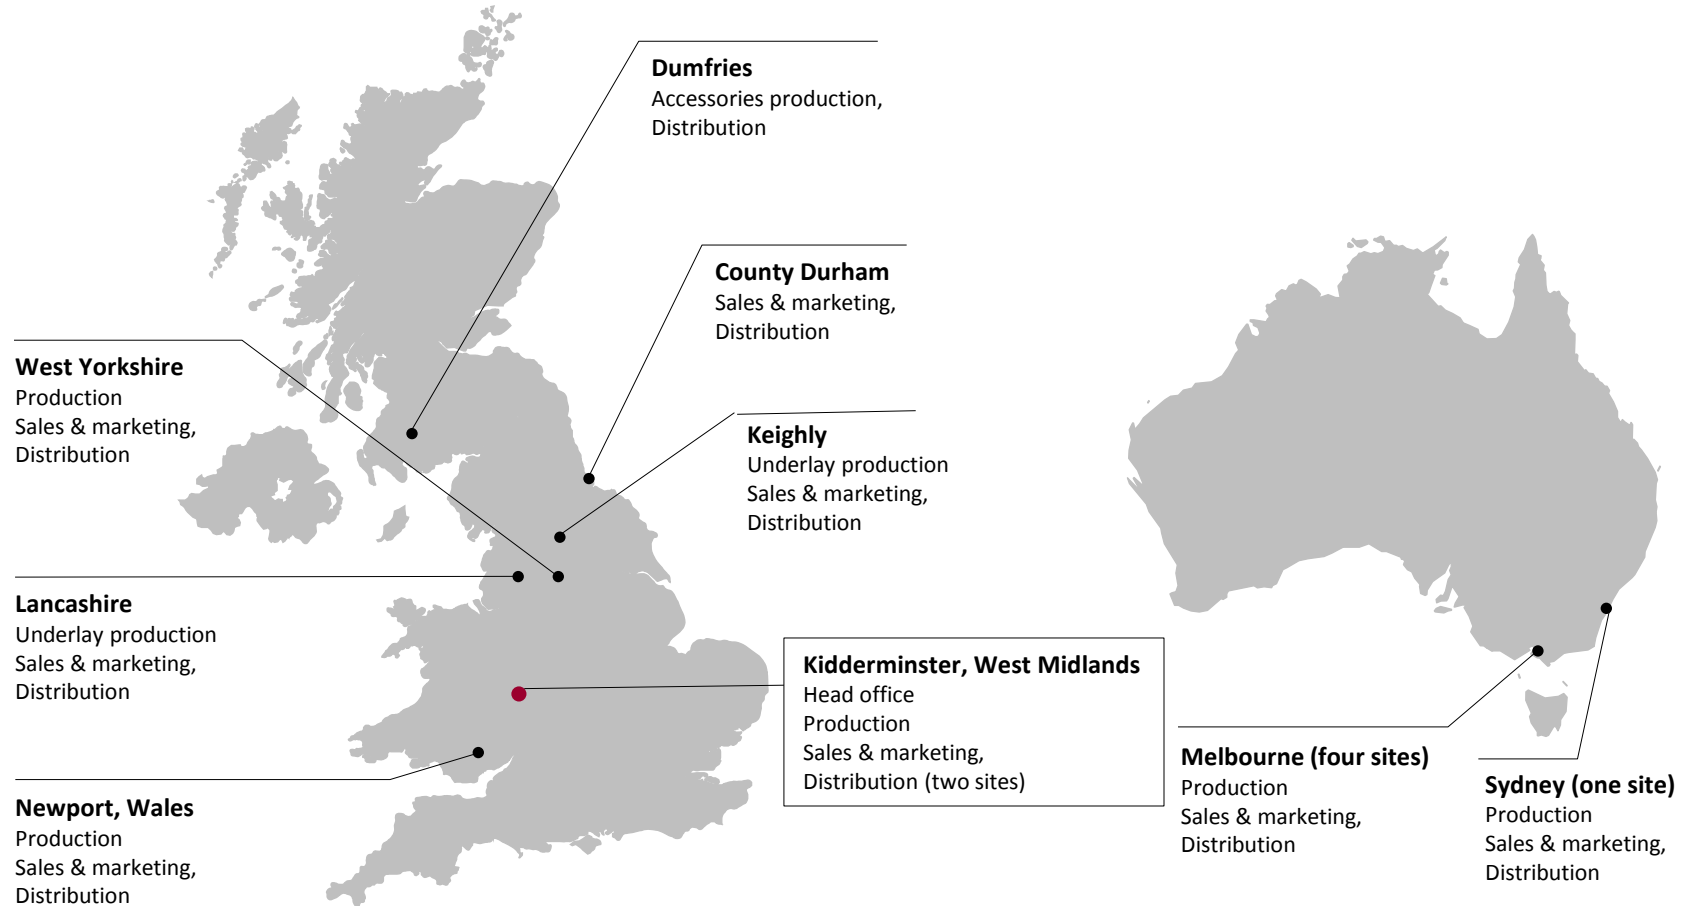 Dumfries
Accessories production,
Distribution
County Durham
Sales & marketing,
Distribution
West Yorkshire
Production
Sales & marketing,
Distribution
Keighly
Underlay production
Sales & marketing,
Distribution
Lancashire
Underlay production
Sales & marketing,
Distribution
Kidderminster, West Midlands
Head office
Production
Sales & marketing,
Distribution (two sites)
Newport, Wales
Production
Sales & marketing,
Distribution
Melbourne (four sites)
Production
Sales & marketing,
Distribution
Sydney (one site)
Production
Sales & marketing,
Distribution